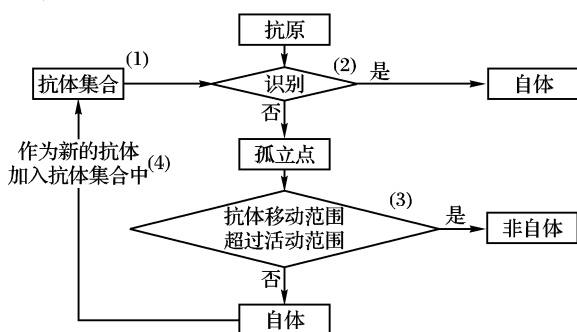 抗原
(1)
(2)
抗体集合
识别
是
自体
否
作为新的抗体
加入抗体集合中
(4)
孤立点
(3)
抗体移动范围
超过活动范围
是
非自体
否
自体